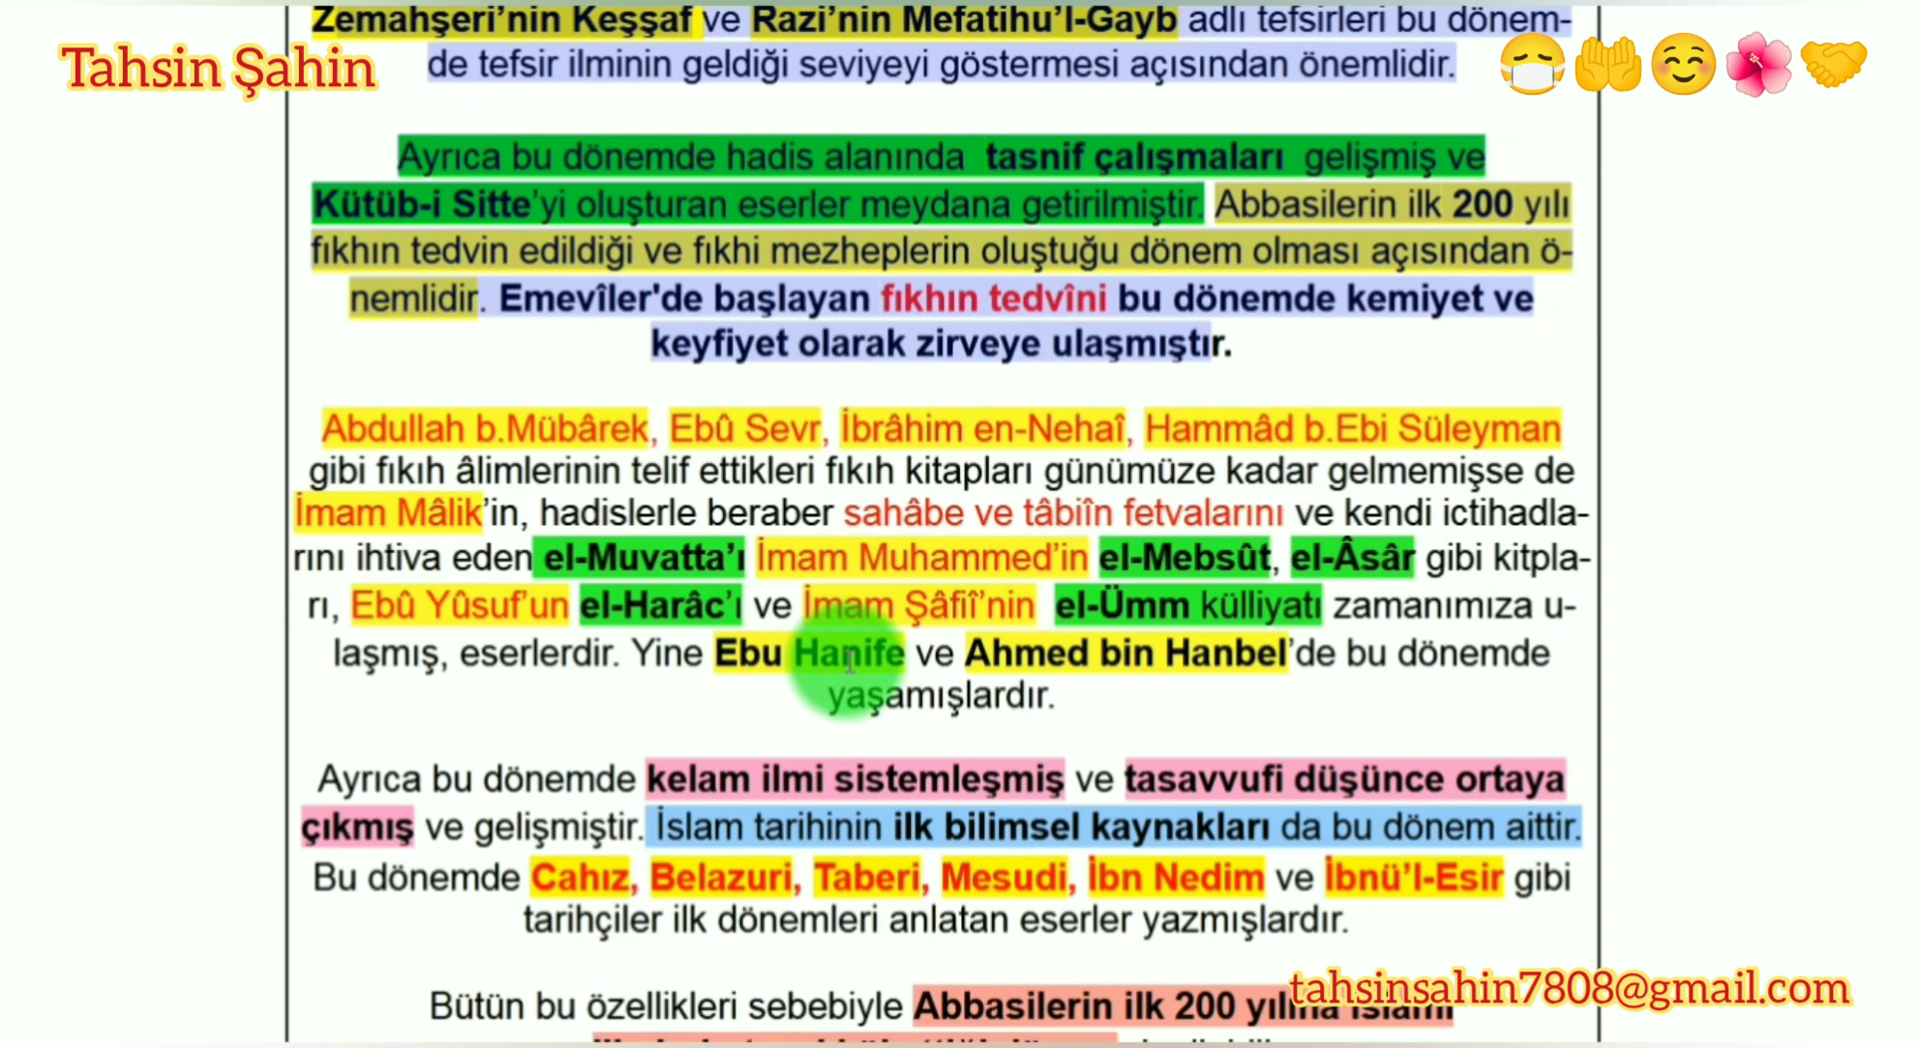 Zemahşeri’nin Keşşaf ve Razi’nin Mefatihu’l-Gayb adlı tefsirleri bu dönem-
de tefsir ilminin geldiği seviyeyi göstermesi açısından önemlidir.
Tahsin Şahin
Ayrıca bu dönemde hadis alanında tasnif çalışmaları gelişmiş ve
Kütüb-i Sitte’yi oluşturan eserler meydana getirilmiştir. Abbasilerin ilk 200 yılı
fıkhın tedvin edildiği ve fıkhi mezheplerin oluştuğu dönem olması açısından ö-
nemlidir. Emevîler'de başlayan fıkhın tedvîni bu dönemde kemiyet ve
keyfiyet olarak zirveye ulaşmıştır.
Abdullah b.Mübârek, Ebû Sevr, İbrâhim en-Nehaî, Hammâd b.Ebi Süleyman
gibi fıkıh âlimlerinin telif ettikleri fıkıh kitapları günümüze kadar gelmemişse de
İmam Mâlik’in, hadislerle beraber sahâbe ve tâbiîn fetvalarını ve kendi ictihadla-
rını ihtiva eden el-Muvatta’ı İmam Muhammed’in el-Mebsût, el-Âsâr gibi kitpla-
rı, Ebû Yûsuf’un el-Harâc’ı ve İmam Şâfiî’nin el-Ümm külliyatı zamanımıza u-
laşmış, eserlerdir. Yine Ebu Hanife ve Ahmed bin Hanbel’de bu dönemde
yaşamışlardır.
Ayrıca bu dönemde kelam ilmi sistemleşmiş ve tasavvufi düşünce ortaya
çıkmış ve gelişmiştir. İslam tarihinin ilk bilimsel kaynakları da bu dönem aittir.
Bu dönemde Cahız, Belazuri, Taberi, Mesudi, İbn Nedim ve İbnü’l-Esir gibi
tarihçiler ilk dönemleri anlatan eserler yazmışlardır.
Bütün bu özellikleri sebebiyle Abbasilerin ilk 200 yılına İslami
tahsinsahin7808@gmail.com